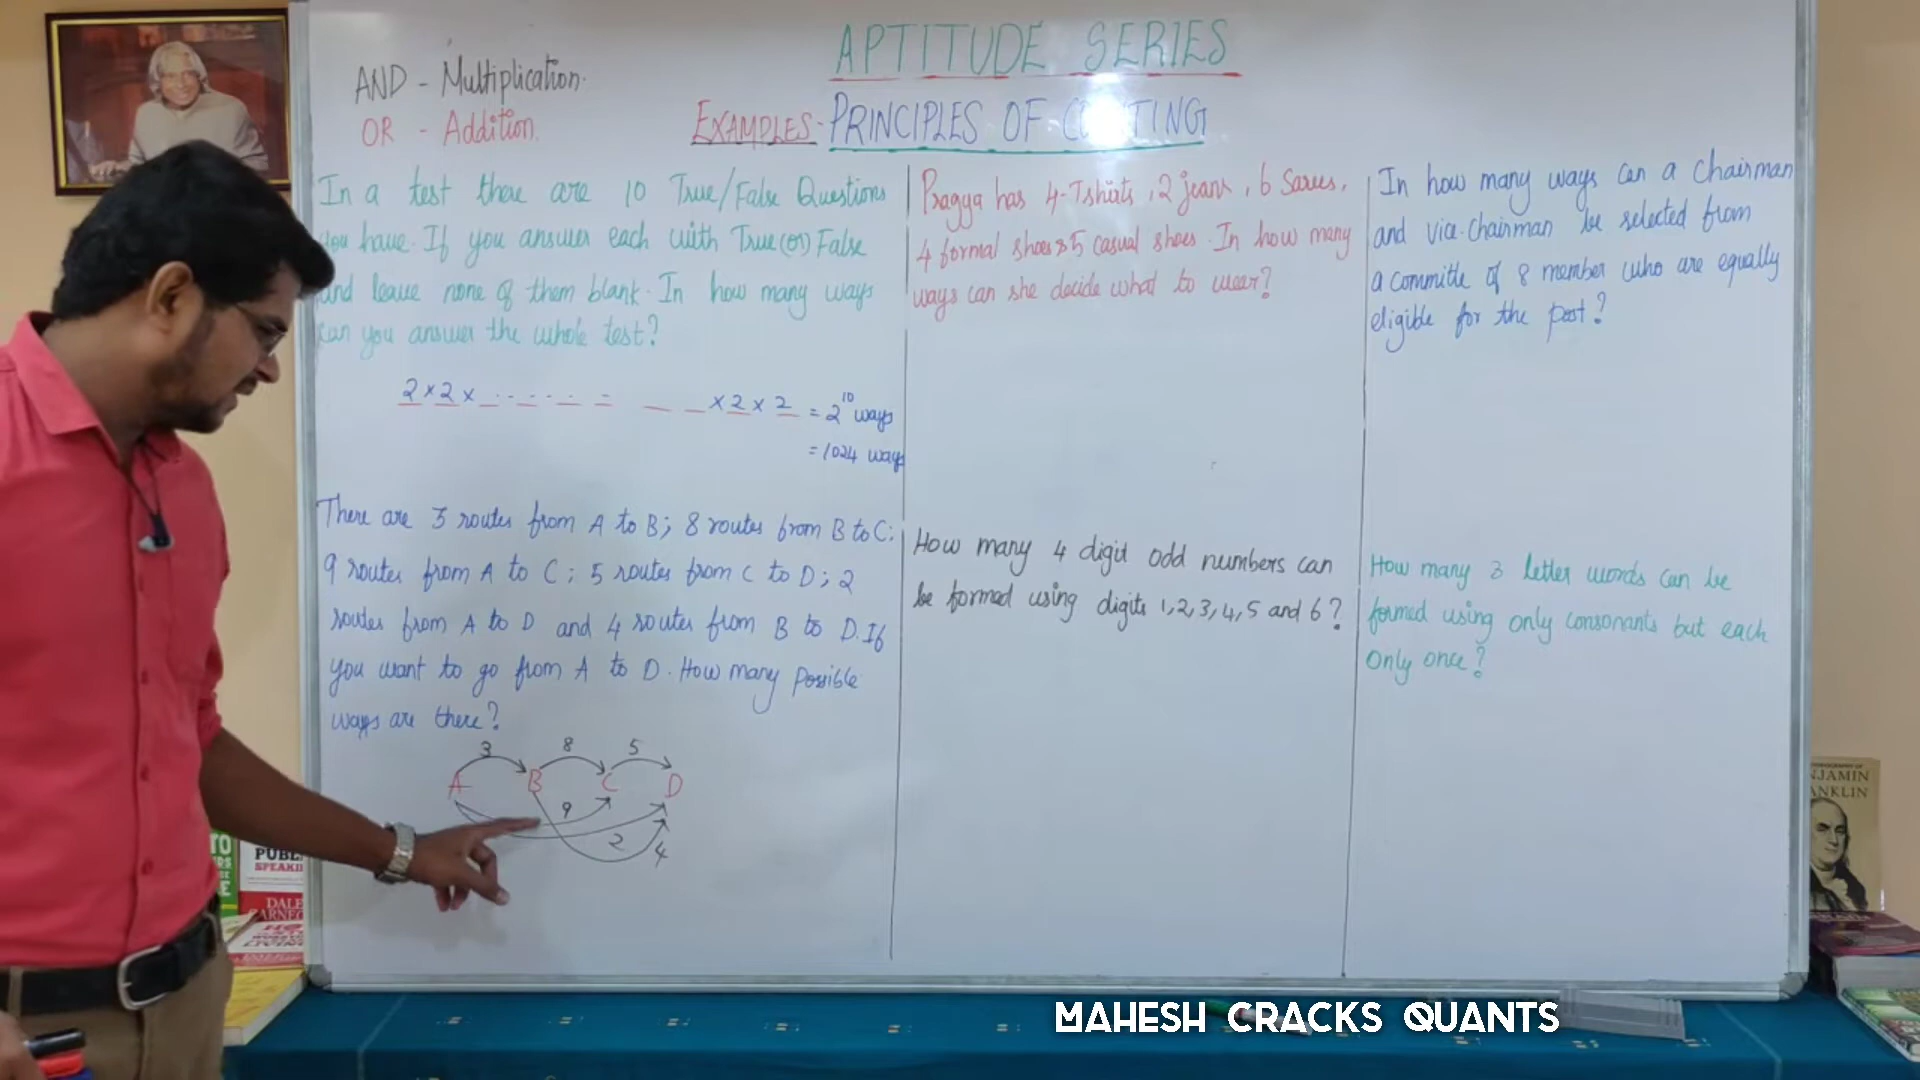 APTITUDE SERIES
AND - Multiplication.
OR - Addition.
EXAMPLES- PRINCIPLES OF C TING
In a test there are 10 True/False Questions
you have. If you answer each with True(or) False
and leave none of them blank. In how many ways
can you answer the whole test?
2 × 2 × × 2 × 2 = 2^10 ways
= 1024 ways
There are 3 routes from A to B; 8 routes from B to C;
9 routes from A to C; 5 routes from C to D; 2
routes from A to D and 4 routes from B to D. If
you want to go from A to D. How many possible
ways are there?
3 8 5
A B C D
9
2
4
Pragya has 4-Tshirts, 2 jeans, 6 Sarees,
4 formal shoes & 5 casual shoes. In how many
ways can she decide what to wear?
How many 4 digit odd numbers can
be formed using digits 1,2,3,4,5 and 6?
In how many ways can a Chairman
and Vice-Chairman be selected from
a committe of 8 member who are equally
eligible for the post?
How many 3 letter words can be
formed using only consonants but each
only once?
PUBL
SPEAKI
DALE
CARNEG
NJAMIN
ANKLIN
MAHESH CRACKS QUANTS